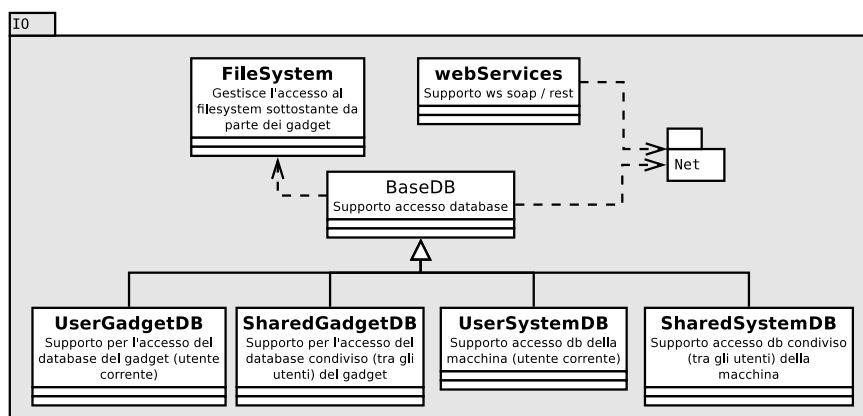 IO
FileSystem
Gestisce l'accesso al
filesystem sottostante da
parte dei gadget
webServices
Supporto ws soap / rest
Net
BaseDB
Supporto accesso database
UserGadgetDB
Supporto per l'accesso del
database del gadget (utente
corrente)
SharedGadgetDB
Supporto per l'accesso del
database condiviso (tra gli
utenti) del gadget
UserSystemDB
Supporto accesso db della
macchina (utente corrente)
SharedSystemDB
Supporto accesso db condiviso
(tra gli utenti) della
macchina